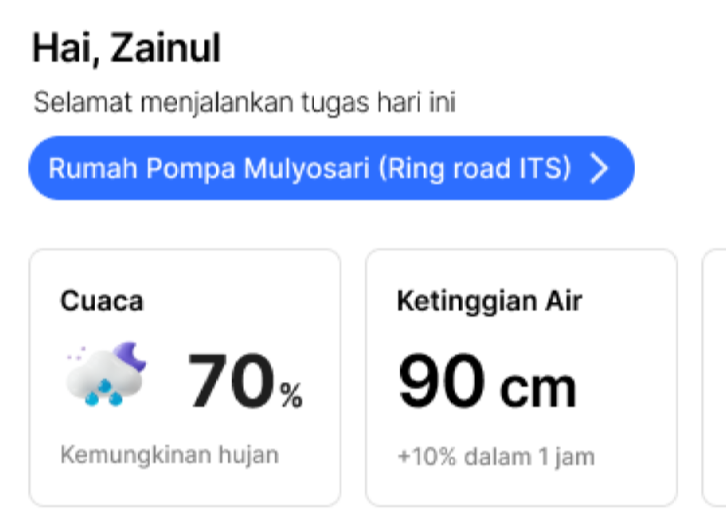 Hai, Zainul
Selamat menjalankan tugas hari ini
Rumah Pompa Mulyosari (Ring road ITS)
Cuaca
70%
Kemungkinan hujan
Ketinggian Air
90 cm
+10% dalam 1 jam